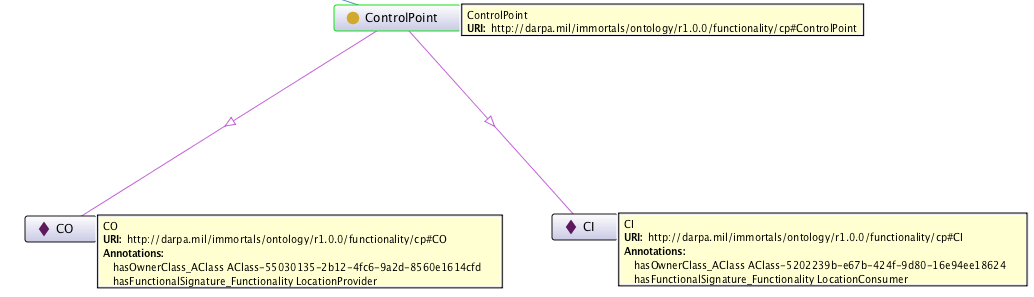 ControlPoint
ControlPoint
URI: http://darpa.mil/immortals/ontology/r1.0.0/functionality/cp#ControlPoint
CO
CO
URI: http://darpa.mil/immortals/ontology/r1.0.0/functionality/cp#CO
Annotations:
hasOwnerClass_AClass AClass-55030135-2b12-4fc6-9a2d-8560e1614cfd
hasFunctionalSignature_Functionality LocationProvider
CI
CI
URI: http://darpa.mil/immortals/ontology/r1.0.0/functionality/cp#CI
Annotations:
hasOwnerClass_AClass AClass-5202239b-e67b-424f-9d80-16e94ee18624
hasFunctionalSignature_Functionality LocationConsumer